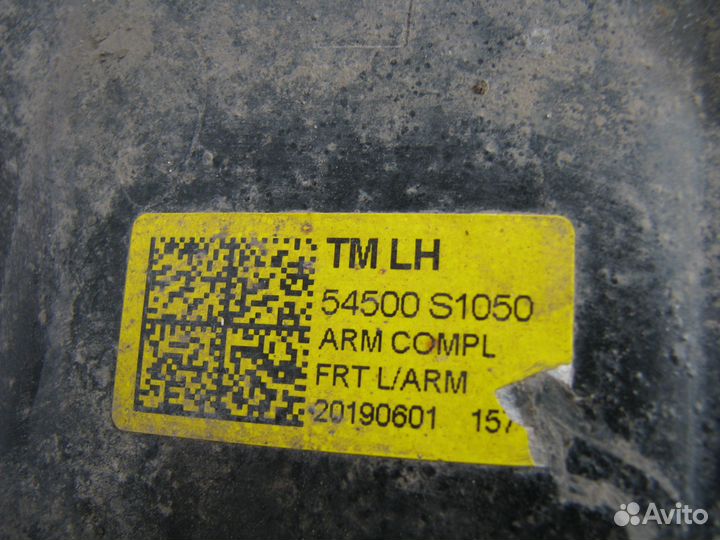 TM LH
54500 S1050
ARM COMPL
FRT L/ARM
20190601 157
Avito